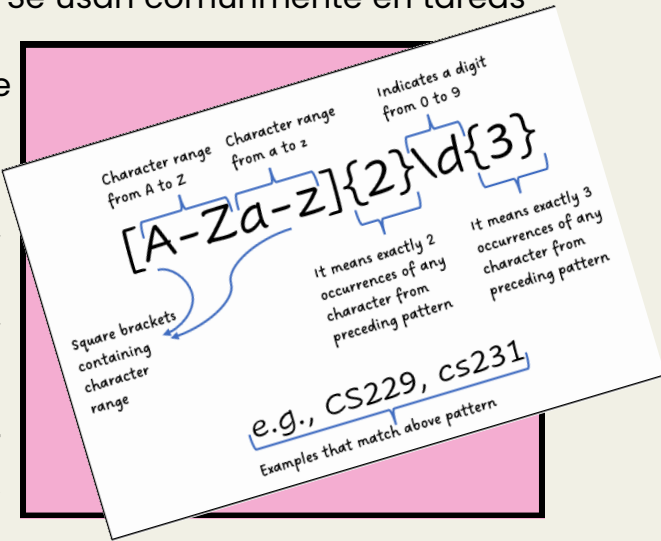 Se usan comúnmente en tareas
e
Character range
from A to Z
Character range
from a to z
Indicates a digit
from 0 to 9
[A-Za-z]{2}\d{3}
Square brackets
containing
character
range
It means exactly 2
occurrences of any
character from
preceding pattern
It means exactly 3
occurrences of any
character from
preceding pattern
e.g., CS229, cs231
Examples that match above pattern